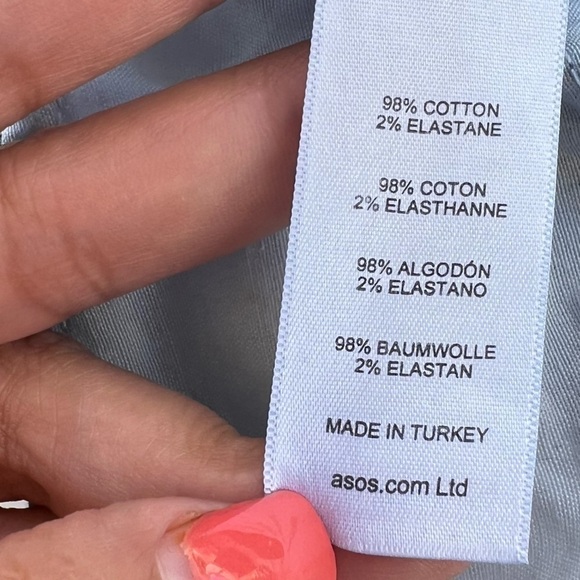 98% COTTON
2% ELASTANE
98% COTON
2% ELASTHANNE
98% ALGODÓN
2% ELASTANO
98% BAUMWOLLE
2% ELASTAN
MADE IN TURKEY
asos.com Ltd